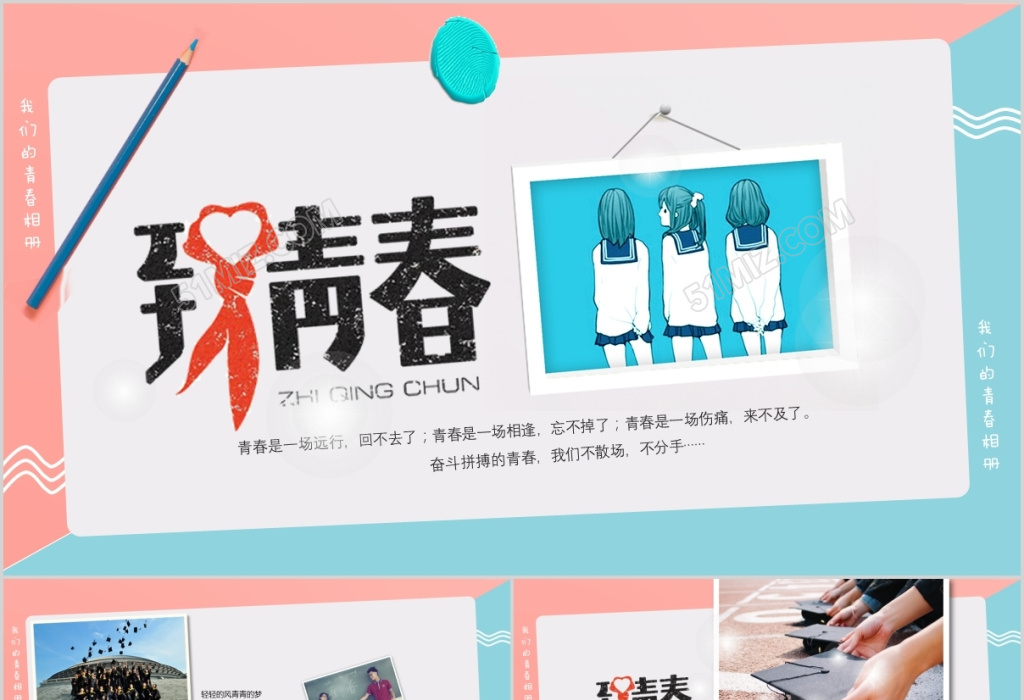 我们的青春相册
致青春
51MIZ.COM
51MIZ.COM
ZHI QING CHUN
青春是一场远行，回不去了；青春是一场相逢，忘不掉了；青春是一场伤痛，来不及了。
奋斗拼搏的青春，我们不散场，不分手……
我们的青春相册
我们的青春相册
轻轻的风青青的梦
我们的青春相册
致青春